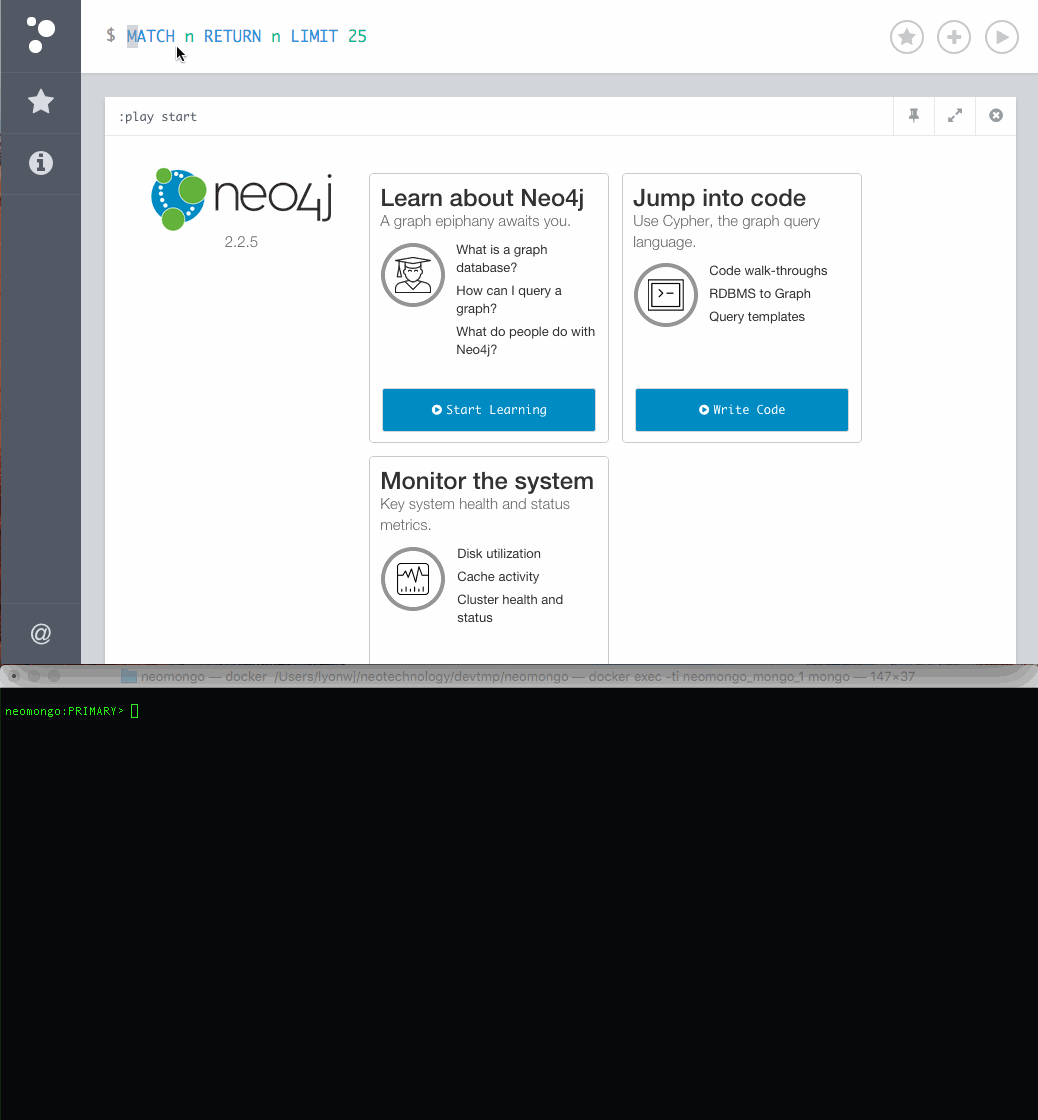 $ MATCH n RETURN n LIMIT 25
:play start
neo4j
2.2.5
Learn about Neo4j
A graph epiphany awaits you.
What is a graph
database?
How can I query a
graph?
What do people do with
Neo4j?
Start Learning
Jump into code
Use Cypher, the graph query
language.
Code walk-throughs
RDBMS to Graph
Query templates
Write Code
Monitor the system
Key system health and status
metrics.
Disk utilization
Cache activity
Cluster health and
status
@
neomongo — docker /Users/lyonwj/neotechnology/devtmp/neomongo — docker exec -ti neomongo_mongo_1 mongo — 147×37
neomongo:PRIMARY>